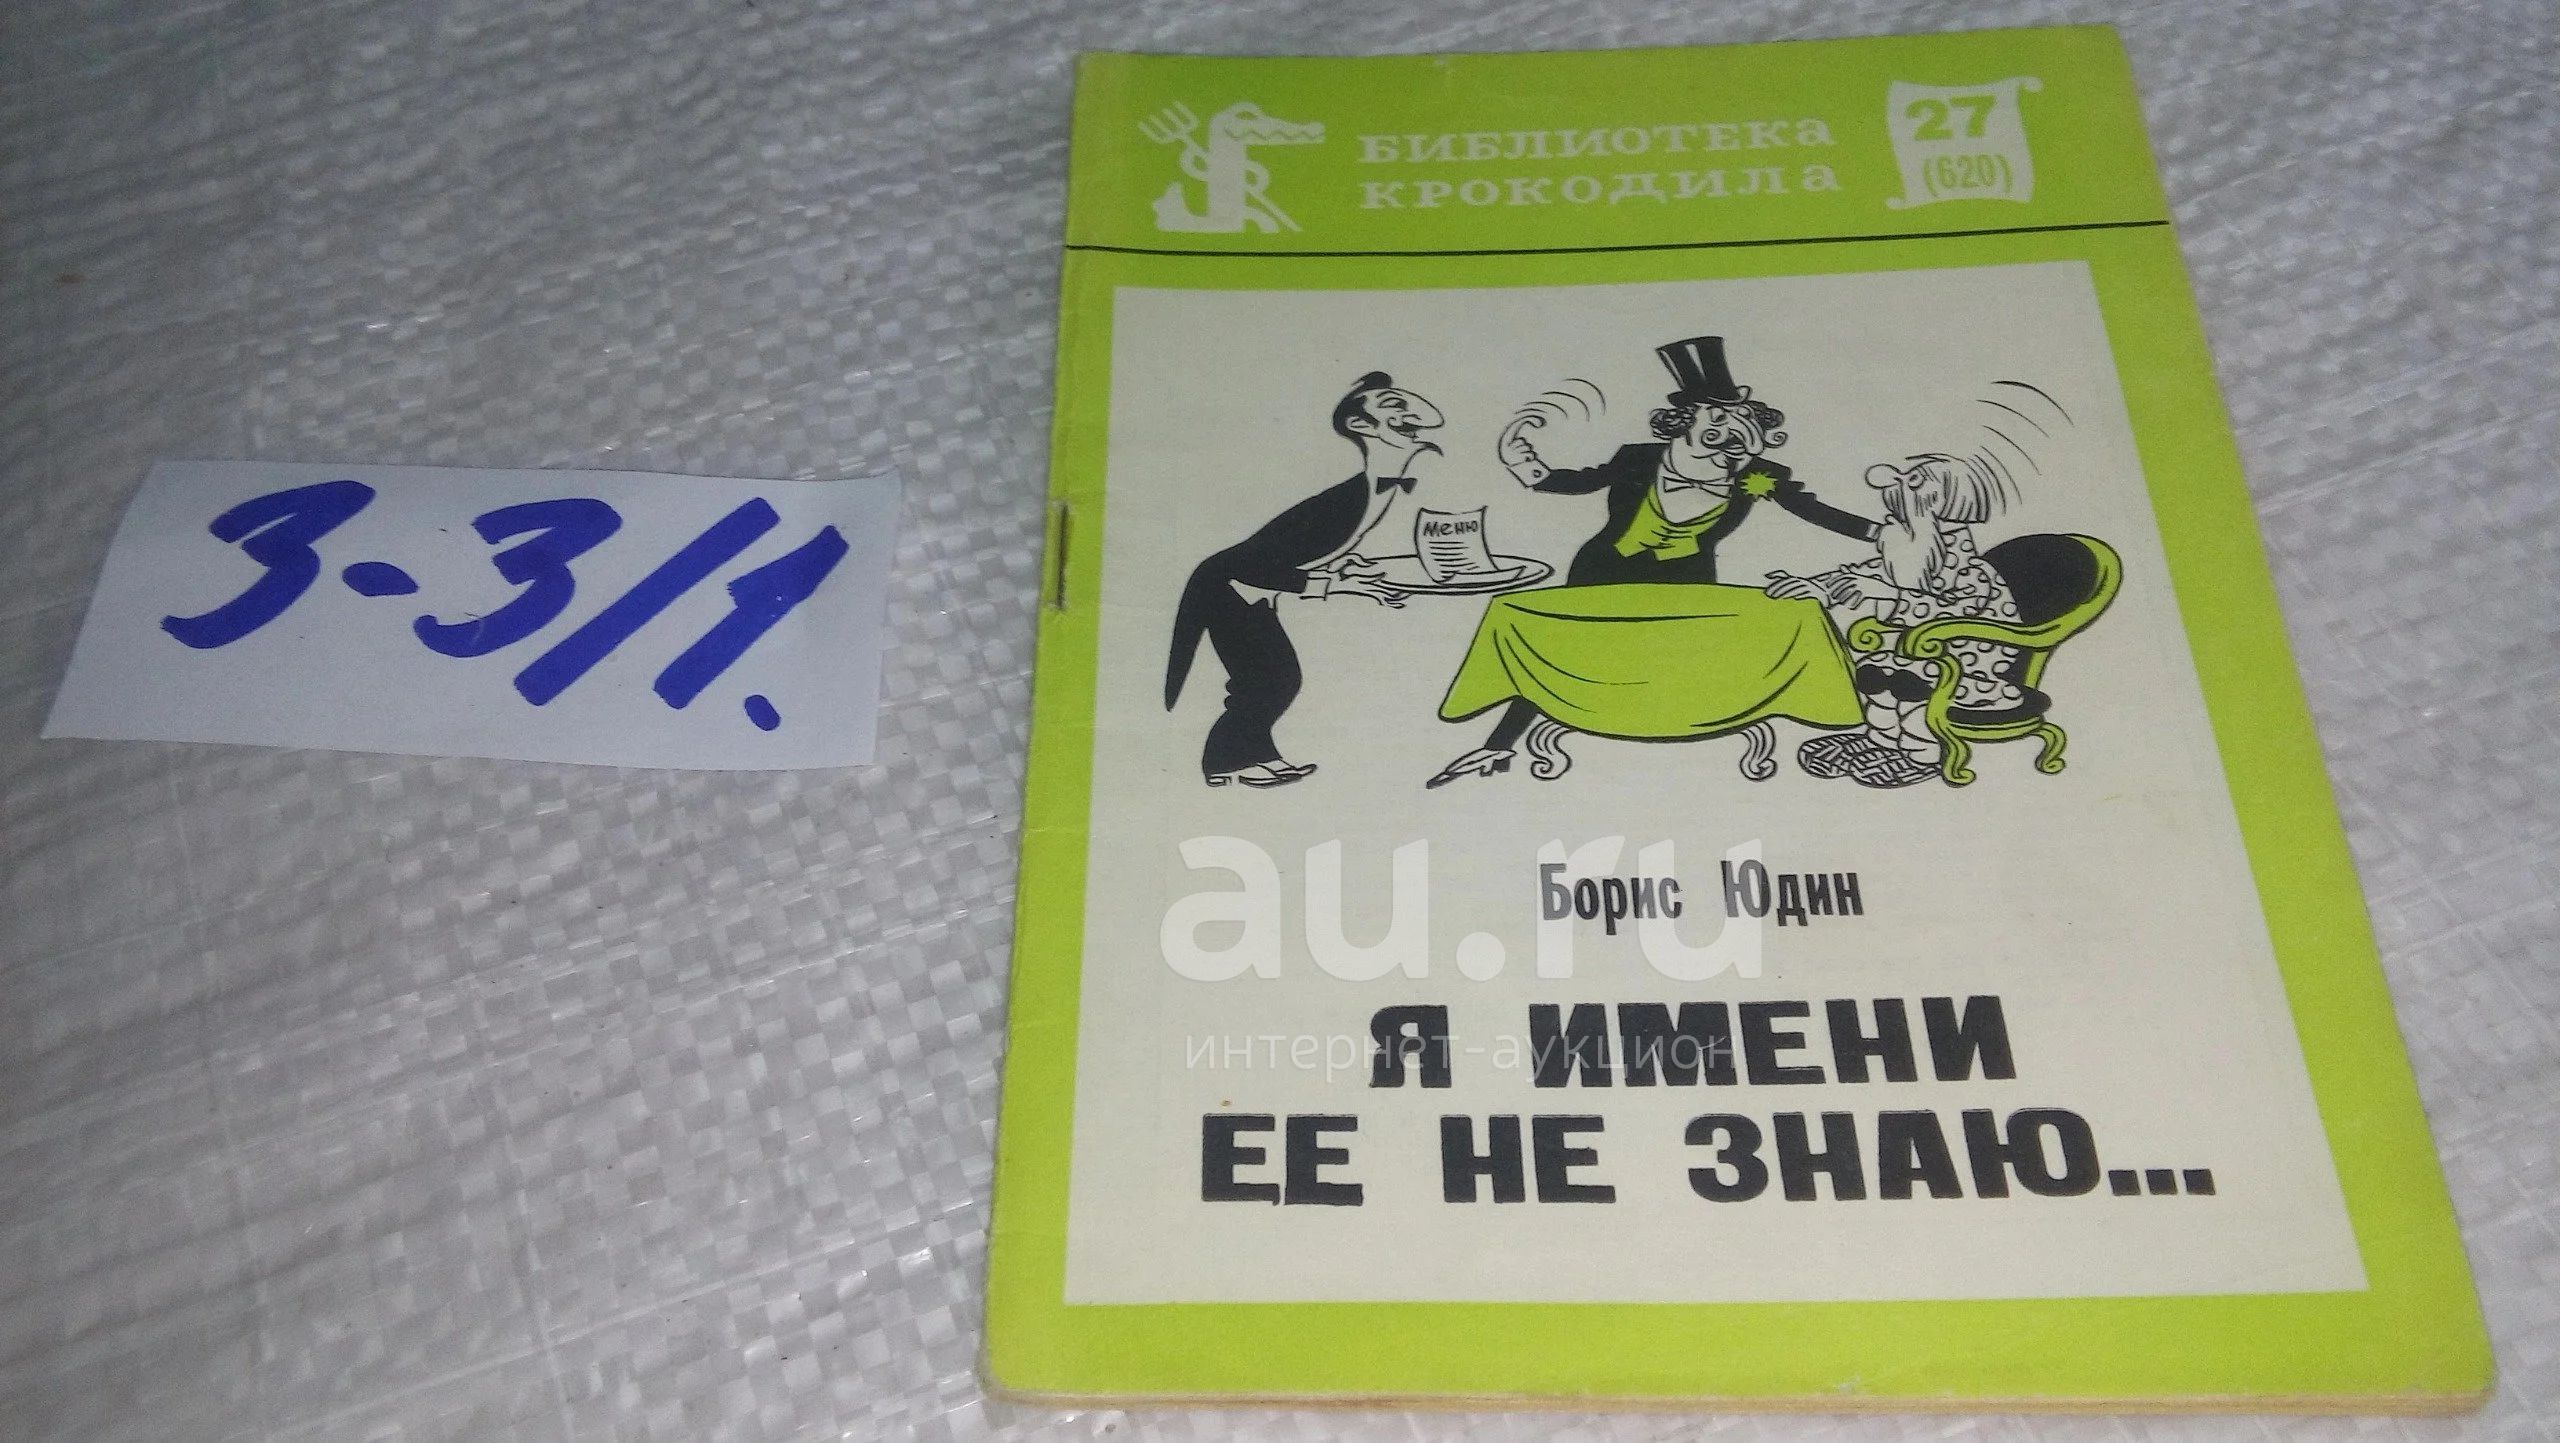 3-3/1.
БИБЛИОТЕКА
КРОКОДИЛА
27
(620)
Меню
Борис Юдин
Я ИМЕНИ
ЕЕ НЕ ЗНАЮ...
au.ru
интернет-аукцион